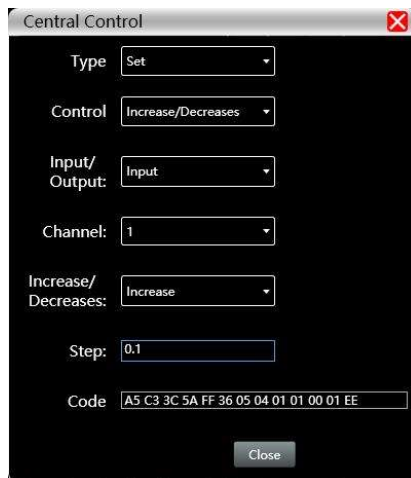 Central Control
Type Set
Control Increase/Decreases
Input/
Output: Input
Channel: 1
Increase/
Decreases: Increase
Step: 0.1
Code A5 C3 3C 5A FF 36 05 04 01 01 00 01 EE
Close